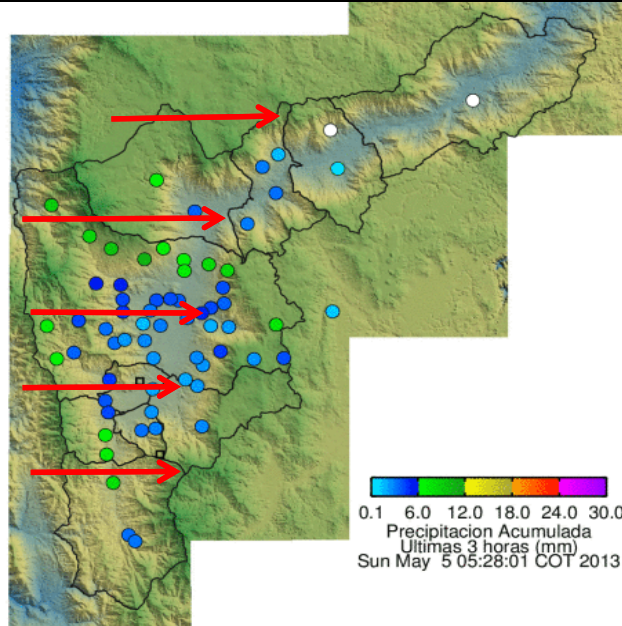 0.1 6.0 12.0 18.0 24.0 30.0
Precipitacion Acumulada
Ultimas 3 horas (mm)
Sun May 5 05:28:01 COT 2013